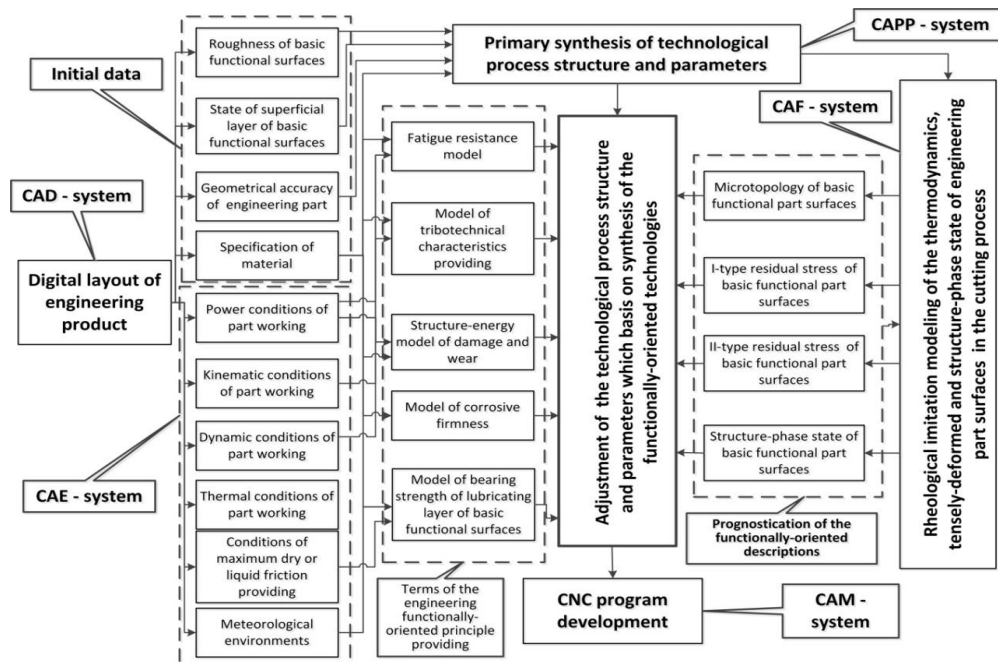 Initial data
CAD - system
Digital layout of
engineering
product
CAE - system
Roughness of basic
functional surfaces
State of superficial
layer of basic
functional surfaces
Geometrical accuracy
of  engineering part
Specification of
material
Power conditions of
part working
Kinematic conditions
of part working
Dynamic conditions of
part working
Thermal conditions of
part working
Conditions of
maximum dry or
liquid friction
providing
Meteorological
environments
Primary synthesis of technological
process structure and parameters
CAPP - system
Fatigue resistance
model
Model of
tribotechnical
characteristics
providing
Structure-energy
model of damage and
wear
Model of corrosive
firmness
Model of bearing
strength of lubricating
layer of basic
functional surfaces
Terms of the
engineering
functionally-
oriented principle
providing
Adjustment of  the technological process structure
and parameters which basis on synthesis of the
functionally-oriented technologies
CNC program
development
CAM -
system
CAF - system
Microtopology of basic
functional part surfaces
I-type residual stress of
basic functional part
surfaces
II-type residual stress of
basic functional part
surfaces
Structure-phase state of
basic functional part
surfaces
Prognostication of the
functionally-oriented
descriptions
Rheological imitation modeling of the thermodynamics,
tensely-deformed and structure-phase state of engineering
part surfaces  in the cutting process